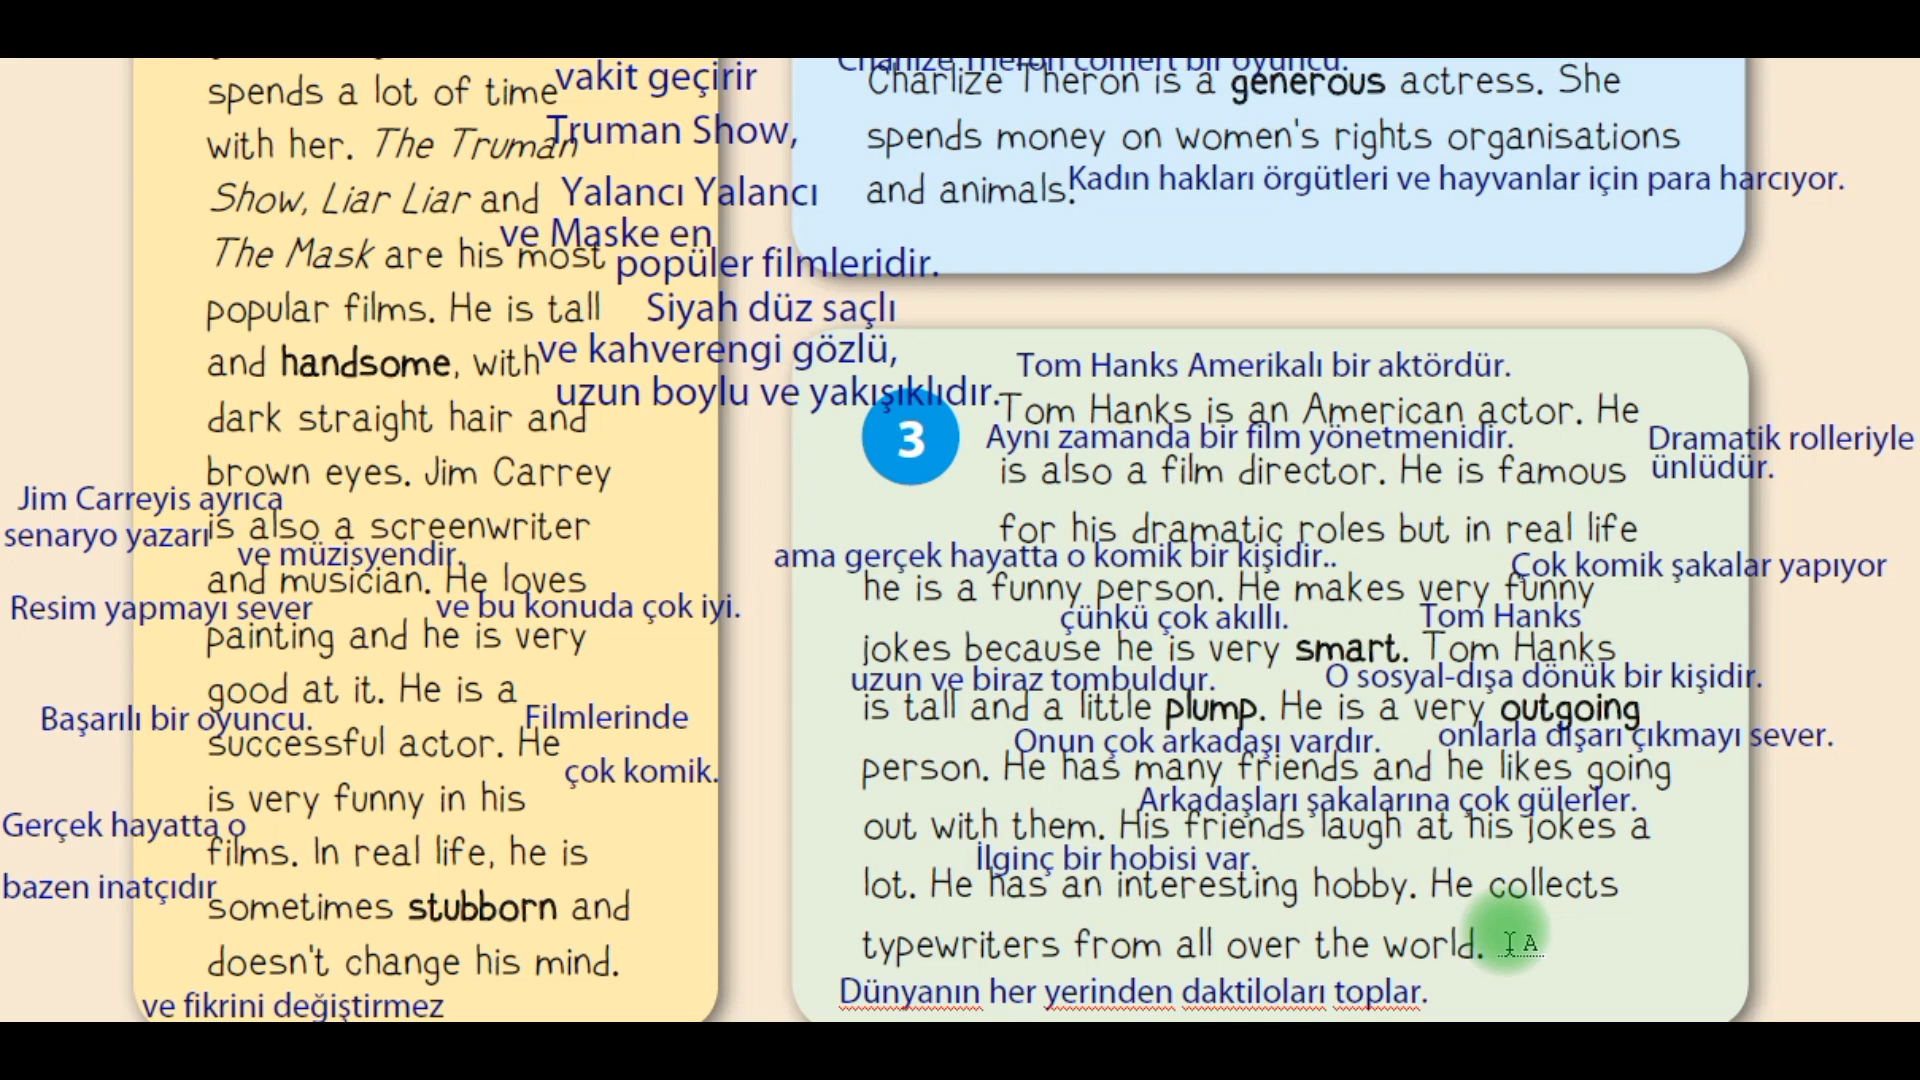 spends a lot of time
vakit geçirir
with her. The Truman
Truman Show,
Show, Liar Liar and
Yalancı Yalancı
ve Maske en
The Mask are his most
popüler filmleridir.
popular films. He is tall
Siyah düz saçlı
and handsome, with
ve kahverengi gözlü,
uzun boylu ve yakışıklıdır.
dark straight hair and
brown eyes. Jim Carrey
Jim Carreyis ayrıca
is also a screenwriter
senaryo yazarı
ve müzisyendir.
and musician. He loves
Resim yapmayı sever
ve bu konuda çok iyi.
painting and he is very
good at it. He is a
Başarılı bir oyuncu.
Filmlerinde
successful actor. He
çok komik.
is very funny in his
Gerçek hayatta o
films. In real life, he is
bazen inatçıdır
sometimes stubborn and
doesn't change his mind.
ve fikrini değiştirmez
Charlize Theron cömert bir oyuncu.
Charlize Theron is a generous actress. She
spends money on women's rights organisations
and animals.
Kadın hakları örgütleri ve hayvanlar için para harcıyor.
3
Tom Hanks Amerikalı bir aktördür.
Tom Hanks is an American actor. He
Aynı zamanda bir film yönetmenidir.
Dramatik rolleriyle
ünlüdür.
is also a film director. He is famous
for his dramatic roles but in real life
ama gerçek hayatta o komik bir kişidir..
Çok komik şakalar yapıyor
he is a funny person. He makes very funny
çünkü çok akıllı.
Tom Hanks
jokes because he is very smart. Tom Hanks
uzun ve biraz tombuldur.
O sosyal-dışa dönük bir kişidir.
is tall and a little plump. He is a very outgoing
Onun çok arkadaşı vardır.
onlarla dışarı çıkmayı sever.
person. He has many friends and he likes going
Arkadaşları şakalarına çok gülerler.
out with them. His friends laugh at his jokes a
İlginç bir hobisi var.
lot. He has an interesting hobby. He collects
typewriters from all over the world.
A
Dünyanın her yerinden daktiloları toplar.